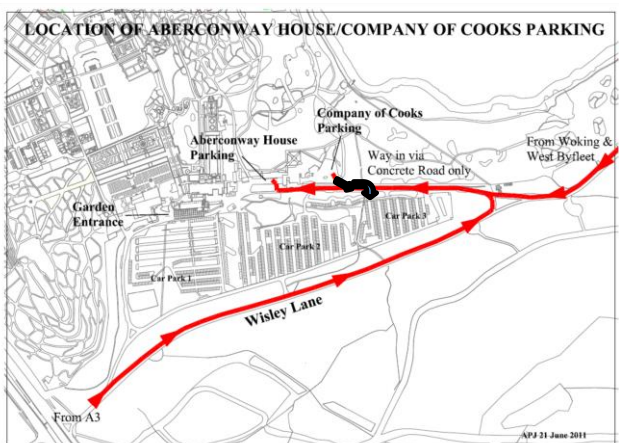 LOCATION OF ABERCONWAY HOUSE/COMPANY OF COOKS PARKING
Company of Cooks
Parking
Aberconway House
Parking
Way in via
Concrete Road only
From Woking &
West Byfleet
Garden
Entrance
Car Park 3
Car Park 2
Car Park 1
Wisley Lane
From A3
APJ 21 June 2011